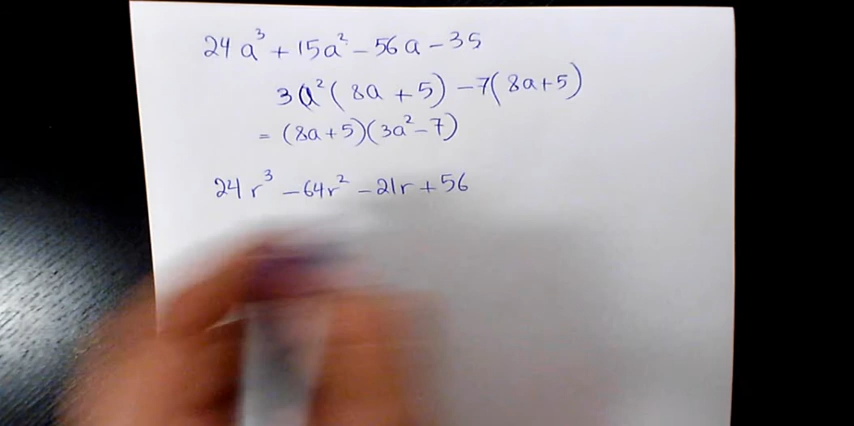 24a³ + 15a² - 56a - 35
3a² (8a + 5) - 7(8a+5)
= (8a+5)(3a² - 7)
24r³ - 64r² - 21r + 56